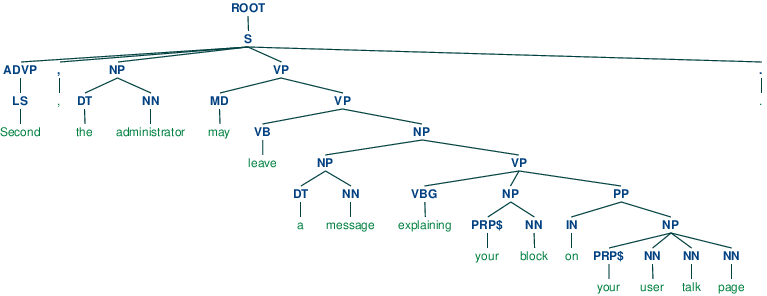 ROOT
S
ADVP , NP VP .
LS , DT NN MD VP .
Second the administrator may VB NP
leave NP VP
DT NN VBG NP PP
a message explaining PRP$ NN IN NP
your block on PRP$ NN NN NN
your user talk page